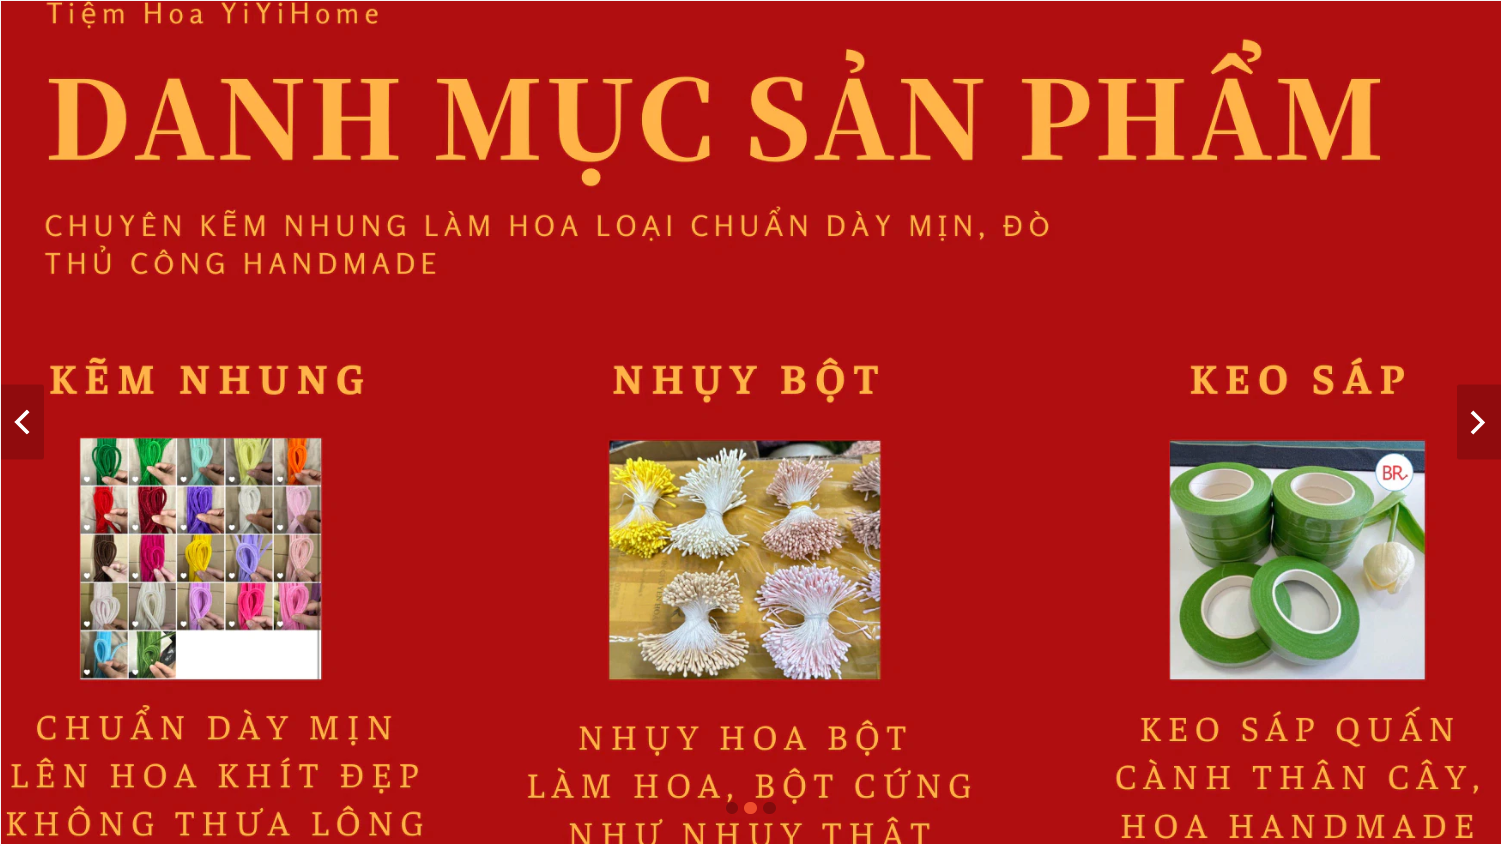 Tiệm Hoa YiYiHome
DANH MỤC SẢN PHẨM
CHUYÊN KẼM NHUNG LÀM HOA LOẠI CHUẨN DÀY MỊN, ĐÒ
THỦ CÔNG HANDMADE
KẼM NHUNG
NHỤY BỘT
KEO SÁP
BR
CHUẨN DÀY MỊN
LÊN HOA KHÍT ĐẸP
KHÔNG THƯA LÔNG
NHỤY HOA BỘT
LÀM HOA, BỘT CỨNG
NHƯ NHỤY THẬT
KEO SÁP QUẤN
CÀNH THÂN CÂY,
HOA HANDMADE